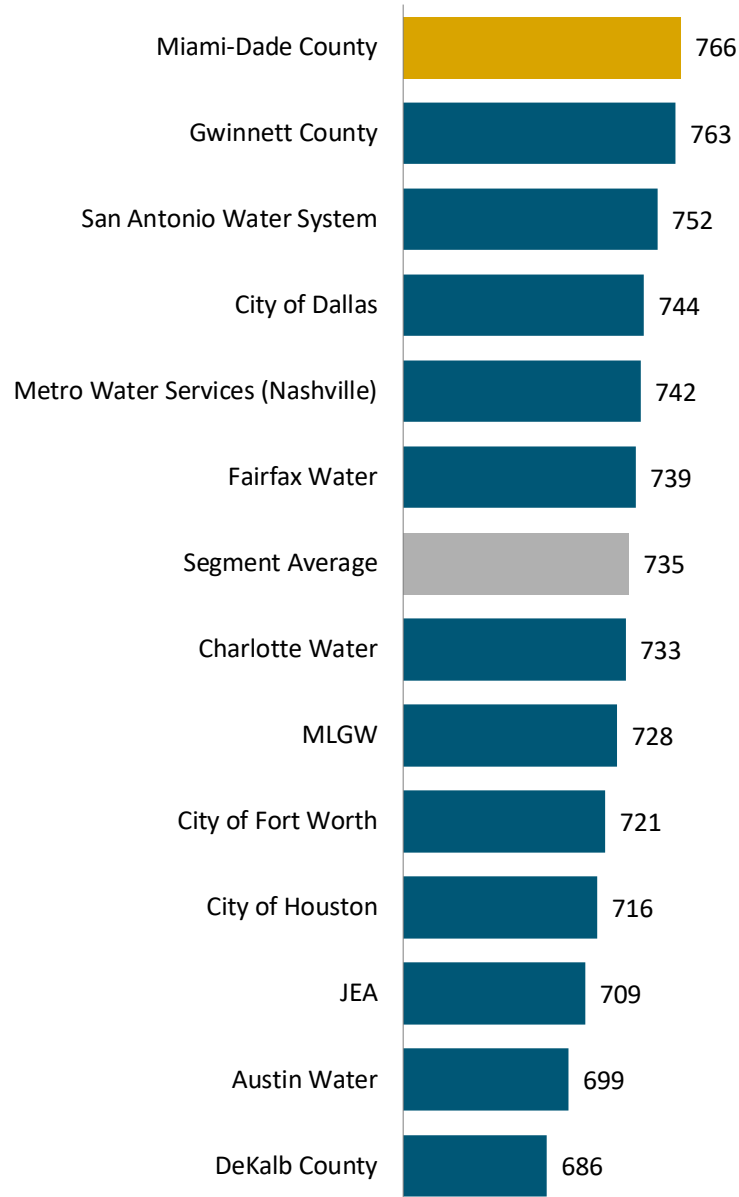 Miami-Dade County 766
Gwinnett County 763
San Antonio Water System 752
City of Dallas 744
Metro Water Services (Nashville) 742
Fairfax Water 739
Segment Average 735
Charlotte Water 733
MLGW 728
City of Fort Worth 721
City of Houston 716
JEA 709
Austin Water 699
DeKalb County 686